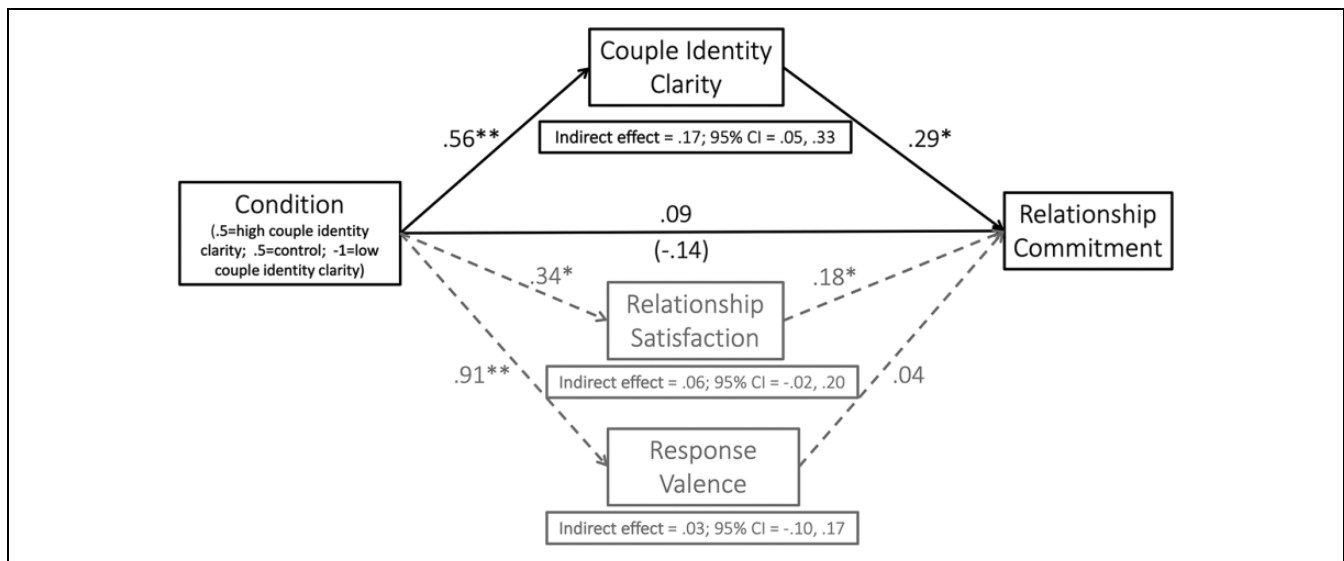 Couple Identity
Clarity
.56**
Indirect effect = .17; 95% CI = .05, .33
.29*
Condition
(.5=high couple identity
clarity; .5=control; -1=low
couple identity clarity)
.09
(-.14)
Relationship
Commitment
.34*
Relationship
Satisfaction
.18*
Indirect effect = .06; 95% CI = -.02, .20
.91**
.04
Response
Valence
Indirect effect = .03; 95% CI = -.10, .17